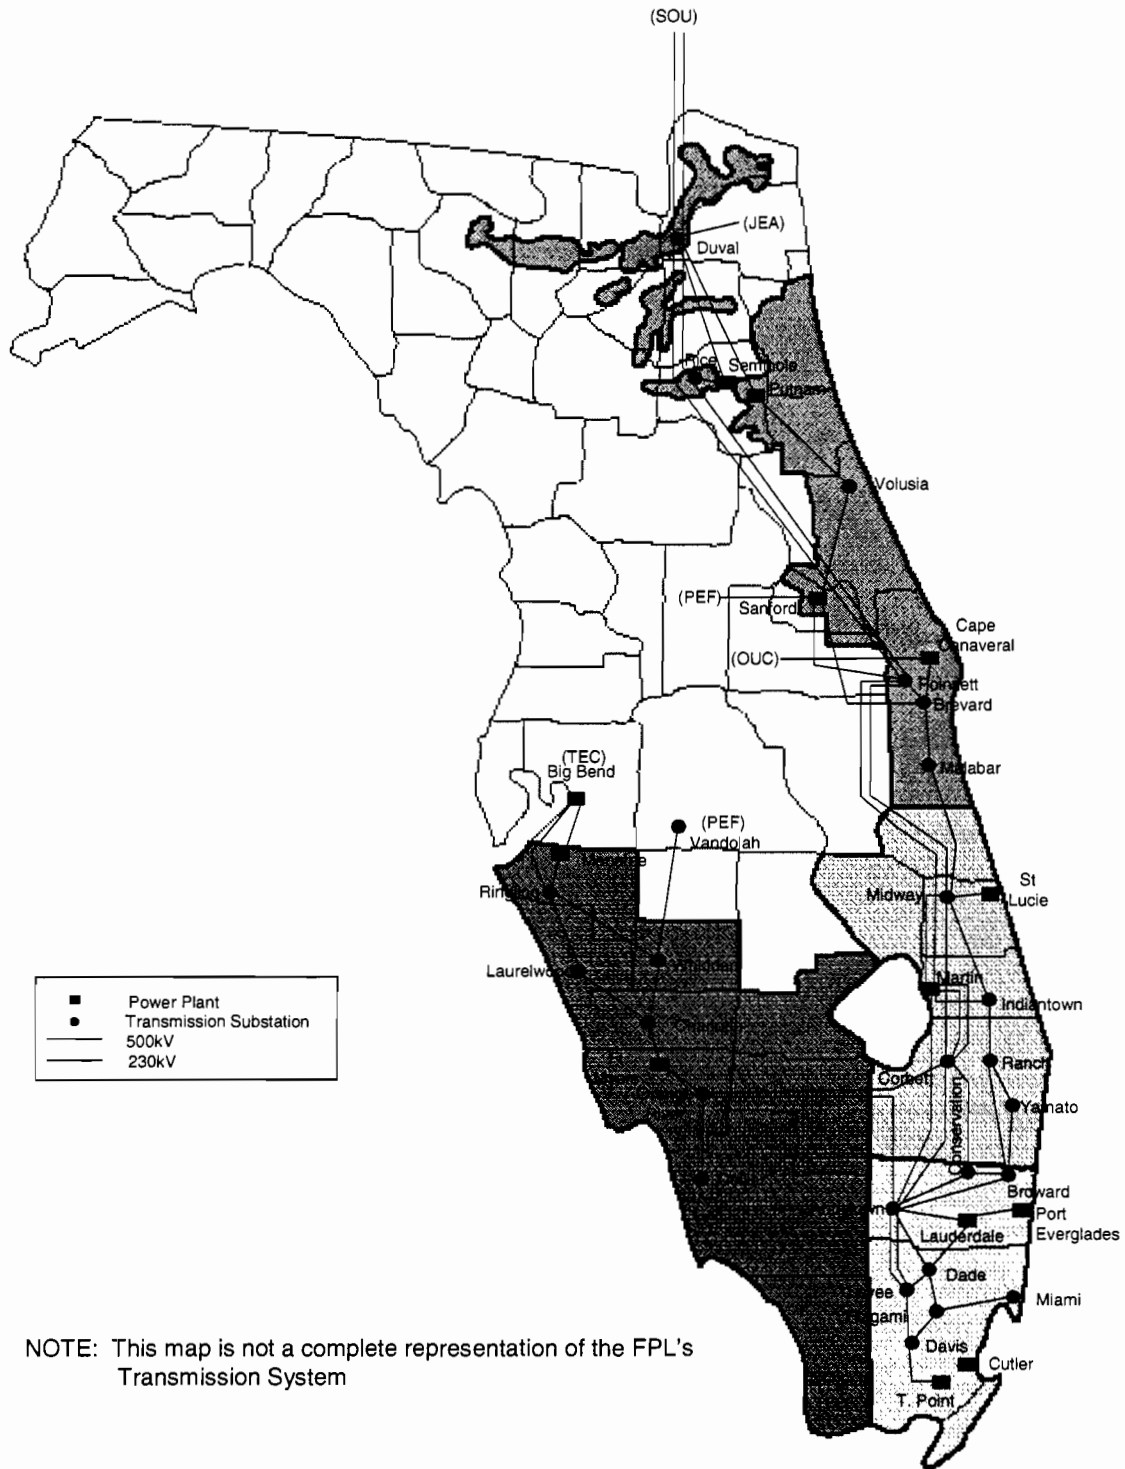 (SOU)
(JEA)
Duval
Rice
Seminole
Putnam
Volusia
(PEF)
Sanford
Cape
Canaveral
(OUC)
Poinsett
Brevard
(TEC)
Big Bend
Malabar
(PEF)
Vandolah
Manatee
Ringling
St
Lucie
Midway
Laurelwood
Martin
Indiantown
Power Plant
Transmission Substation
500kV
230kV
Charlotte
Corbett
Ranch
Conservation
Yamato
Broward
Port
Everglades
Lauderdale
Dade
Miami
Davis
Cutler
T. Point
NOTE: This map is not a complete representation of the FPL's
Transmission System